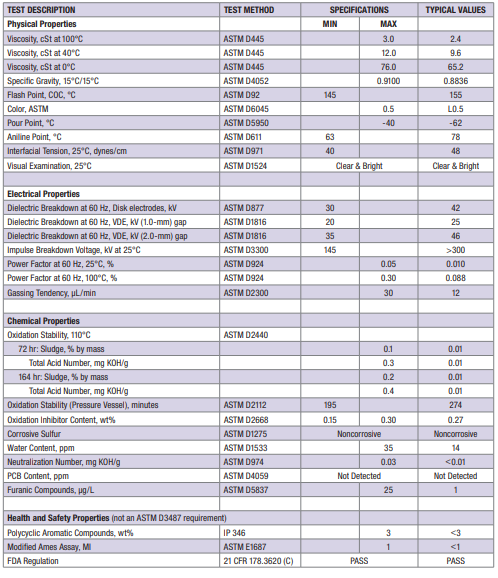 TEST DESCRIPTION TEST METHOD SPECIFICATIONS TYPICAL VALUES
Physical Properties MIN MAX
Viscosity, cSt at 100°C ASTM D445 3.0 2.4
Viscosity, cSt at 40°C ASTM D445 12.0 9.6
Viscosity, cSt at 0°C ASTM D445 76.0 65.2
Specific Gravity, 15°C/15°C ASTM D4052 0.9100 0.8836
Flash Point, COC, °C ASTM D92 145 155
Color, ASTM ASTM D6045 0.5 L0.5
Pour Point, °C ASTM D5950 -40 -62
Aniline Point, °C ASTM D611 63 78
Interfacial Tension, 25°C, dynes/cm ASTM D971 40 48
Visual Examination, 25°C ASTM D1524 Clear & Bright Clear & Bright
Electrical Properties
Dielectric Breakdown at 60 Hz, Disk electrodes, kV ASTM D877 30 42
Dielectric Breakdown at 60 Hz, VDE, kV (1.0-mm) gap ASTM D1816 20 25
Dielectric Breakdown at 60 Hz, VDE, kV (2.0-mm) gap ASTM D1816 35 46
Impulse Breakdown Voltage, kV at 25°C ASTM D3300 145 >300
Power Factor at 60 Hz, 25°C, % ASTM D924 0.05 0.010
Power Factor at 60 Hz, 100°C, % ASTM D924 0.30 0.088
Gassing Tendency, µL/min ASTM D2300 30 12
Chemical Properties
Oxidation Stability, 110°C ASTM D2440
72 hr: Sludge, % by mass 0.1 0.01
Total Acid Number, mg KOH/g 0.3 0.01
164 hr: Sludge, % by mass 0.2 0.01
Total Acid Number, mg KOH/g 0.4 0.01
Oxidation Stability (Pressure Vessel), minutes ASTM D2112 195 274
Oxidation Inhibitor Content, wt% ASTM D2668 0.15 0.30 0.27
Corrosive Sulfur ASTM D1275 Noncorrosive Noncorrosive
Water Content, ppm ASTM D1533 35 14
Neutralization Number, mg KOH/g ASTM D974 0.03 <0.01
PCB Content, ppm ASTM D4059 Not Detected Not Detected
Furanic Compounds, µg/L ASTM D5837 25 1
Health and Safety Properties (not an ASTM D3487 requirement)
Polycyclic Aromatic Compounds, wt% IP 346 3 <3
Modified Ames Assay, MI ASTM E1687 1 <1
FDA Regulation 21 CFR 178.3620 (C) PASS PASS